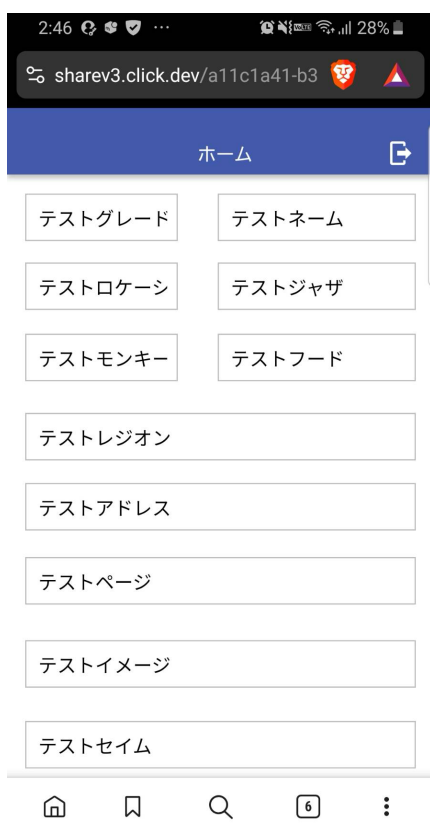 2:46 28%
sharev3.click.dev/a11c1a41-b3
ホーム
テストグレード テストネーム
テストロケーシ テストジャザ
テストモンキー テストフード
テストレジオン
テストアドレス
テストページ
テストイメージ
テストセイム
6